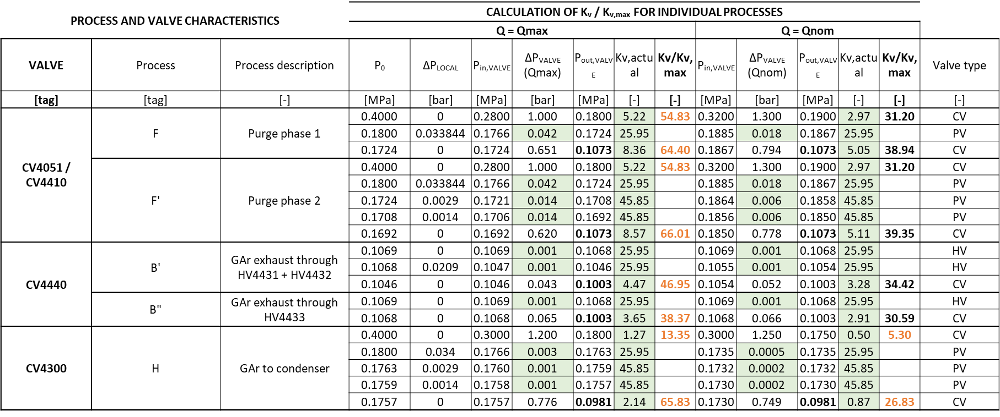 CALCULATION OF Kv / Kv,max FOR INDIVIDUAL PROCESSES
PROCESS AND VALVE CHARACTERISTICS
Q = Qmax Q = Qnom
VALVE Process Process description P0 ΔPLOCAL Pin,VALVE ΔPVALVE (Qmax) Pout,VALVE Kv,actual Kv/Kv,max Pin,VALVE ΔPVALVE (Qnom) Pout,VALVE Kv,actual Kv/Kv,max Valve type
[tag] [tag] [-] [MPa] [bar] [MPa] [bar] [MPa] [-] [-] [MPa] [bar] [MPa] [-] [-] [-]
CV4051 / CV4410
F Purge phase 1
0.4000 0 0.2800 1.000 0.1800 5.22 54.83 0.3200 1.300 0.1900 2.97 31.20 CV
0.1800 0.033844 0.1766 0.042 0.1724 25.95 0.1885 0.018 0.1867 25.95 PV
0.1724 0 0.1724 0.651 0.1073 8.36 64.40 0.1867 0.794 0.1073 5.05 38.94 CV
F' Purge phase 2
0.4000 0 0.2800 1.000 0.1800 5.22 54.83 0.3200 1.300 0.1900 2.97 31.20 CV
0.1800 0.033844 0.1766 0.042 0.1724 25.95 0.1885 0.018 0.1867 25.95 PV
0.1724 0.0029 0.1721 0.014 0.1708 45.85 0.1864 0.006 0.1858 45.85 PV
0.1708 0.0014 0.1706 0.014 0.1692 45.85 0.1856 0.006 0.1850 45.85 PV
0.1692 0 0.1692 0.620 0.1073 8.57 66.01 0.1850 0.778 0.1073 5.11 39.35 CV
CV4440
B' GAr exhaust through HV4431 + HV4432
0.1069 0 0.1069 0.001 0.1068 25.95 0.1069 0.001 0.1068 25.95 HV
0.1068 0.0209 0.1047 0.001 0.1046 25.95 0.1055 0.001 0.1054 25.95 HV
0.1046 0 0.1046 0.043 0.1003 4.47 46.95 0.1054 0.052 0.1003 3.28 34.42 CV
B" GAr exhaust through HV4433
0.1069 0 0.1069 0.001 0.1068 25.95 0.1069 0.001 0.1068 25.95 HV
0.1068 0 0.1068 0.065 0.1003 3.65 38.37 0.1068 0.066 0.1003 2.91 30.59 CV
CV4300
H GAr to condenser
0.4000 0 0.3000 1.200 0.1800 1.27 13.35 0.3000 1.250 0.1750 0.50 5.30 CV
0.1800 0.034 0.1766 0.003 0.1763 25.95 0.1735 0.0005 0.1735 25.95 PV
0.1763 0.0029 0.1760 0.001 0.1759 45.85 0.1732 0.0002 0.1732 45.85 PV
0.1759 0.0014 0.1758 0.001 0.1757 45.85 0.1730 0.0002 0.1730 45.85 PV
0.1757 0 0.1757 0.776 0.0981 2.14 65.83 0.1730 0.749 0.0981 0.87 26.83 CV